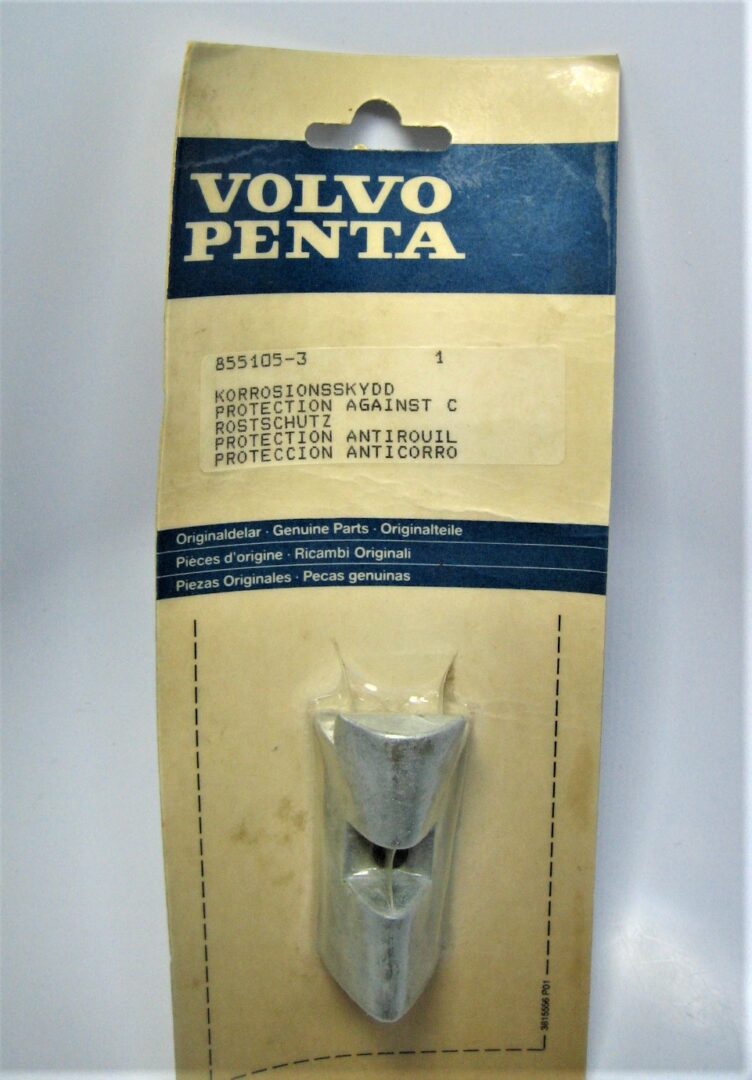 VOLVO
PENTA
855105-3 1
KORROSIONSSKYDD
PROTECTION AGAINST C
ROSTSCHUTZ
PROTECTION ANTIROUIL
PROTECCION ANTICORRO
Originaldelar · Genuine Parts · Originalteile
Pièces d'origine · Ricambi Originali
Piezas Originales · Pecas genuinas
3815556 P01